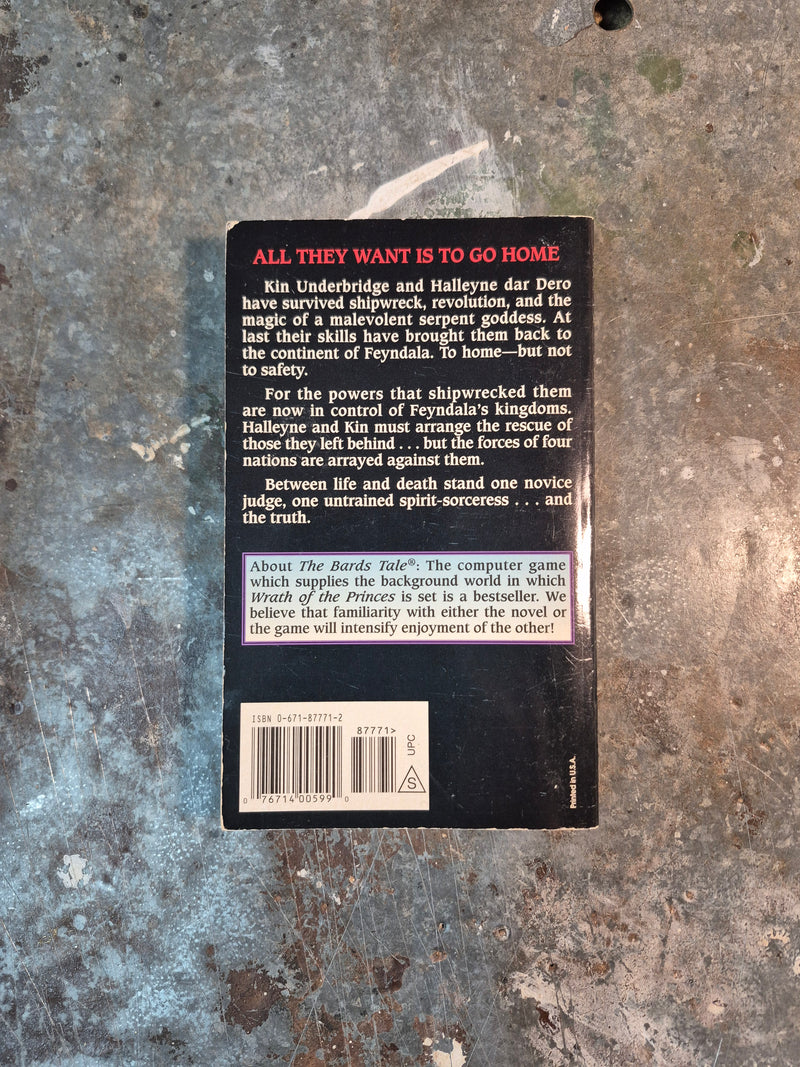 ALL THEY WANT IS TO GO HOME
Kin Underbridge and Halleyne dar Dero
have survived shipwreck, revolution, and the
magic of a malevolent serpent goddess. At
last their skills have brought them back to
the continent of Feyndala. To home—but not
to safety.
For the powers that shipwrecked them
are now in control of Feyndala's kingdoms.
Halleyne and Kin must arrange the rescue of
those they left behind . . . but the forces of four
nations are arrayed against them.
Between life and death stand one novice
judge, one untrained spirit-sorceress . . . and
the truth.
About The Bards Tale®: The computer game
which supplies the background world in which
Wrath of the Princes is set is a bestseller. We
believe that familiarity with either the novel or
the game will intensify enjoyment of the other!
ISBN 0-671-87771-2
87771>
UPC
S
0 76714 00599 0
Printed in U.S.A.